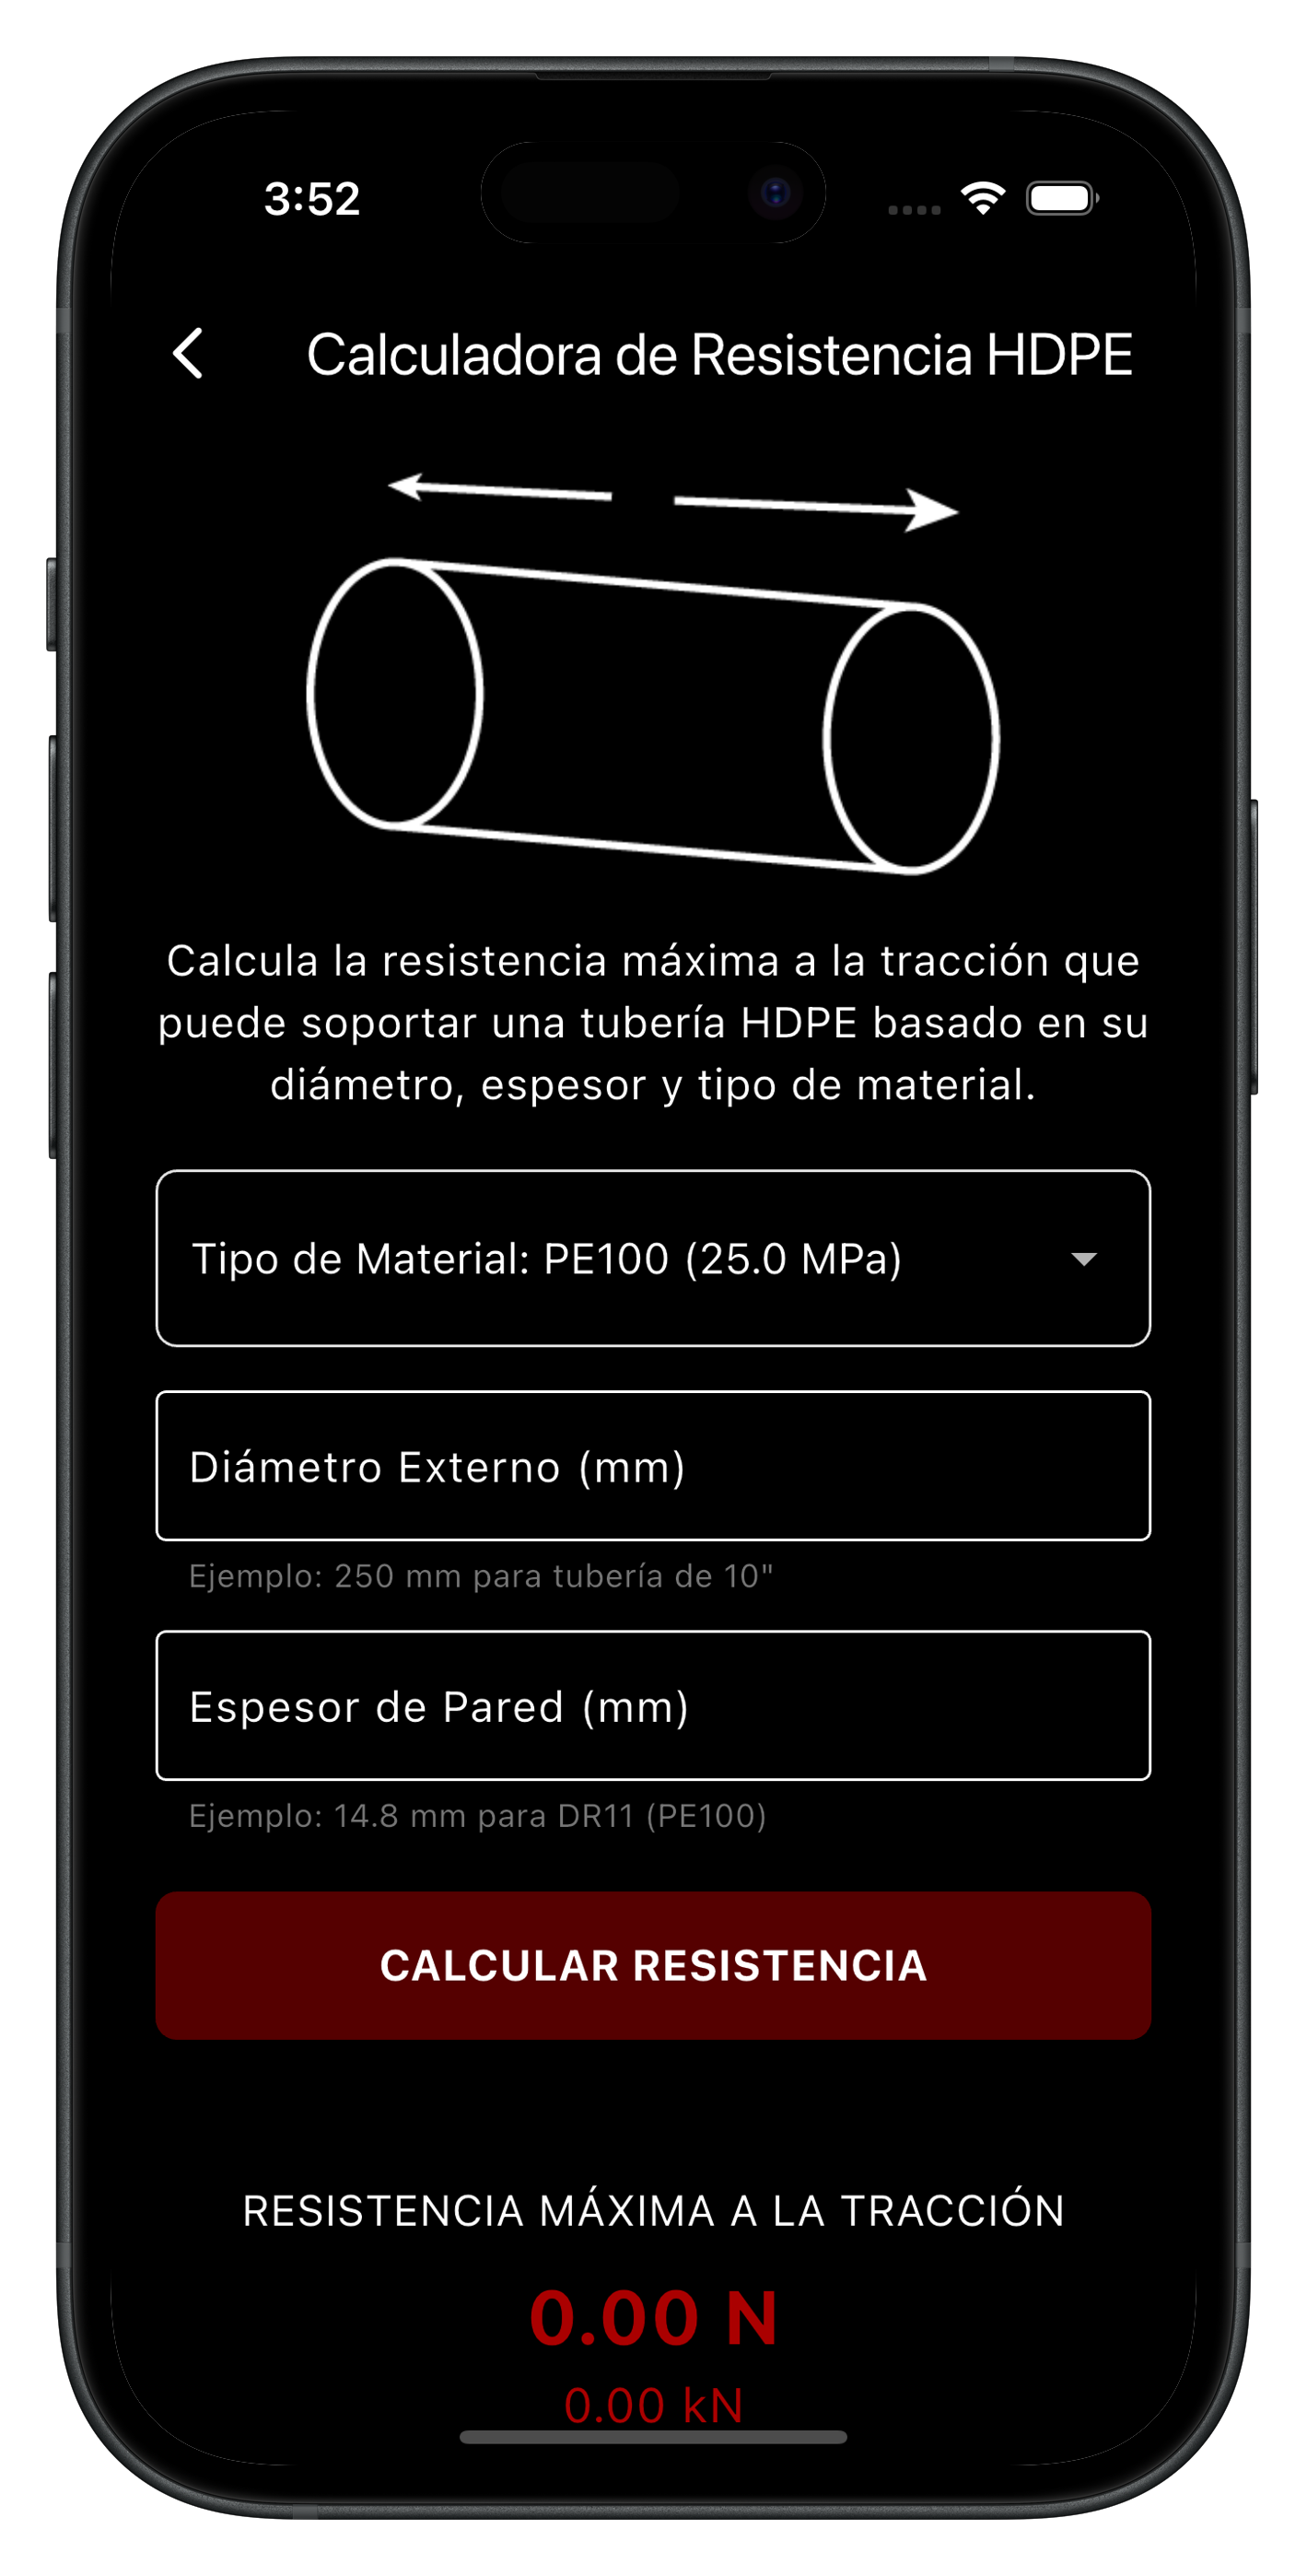 3:52
Calculadora de Resistencia HDPE
Calcula la resistencia máxima a la tracción que
puede soportar una tubería HDPE basado en su
diámetro, espesor y tipo de material.
Tipo de Material: PE100 (25.0 MPa)
Diámetro Externo (mm)
Ejemplo: 250 mm para tubería de 10"
Espesor de Pared (mm)
Ejemplo: 14.8 mm para DR11 (PE100)
CALCULAR RESISTENCIA
RESISTENCIA MÁXIMA A LA TRACCIÓN
0.00 N
0.00 kN